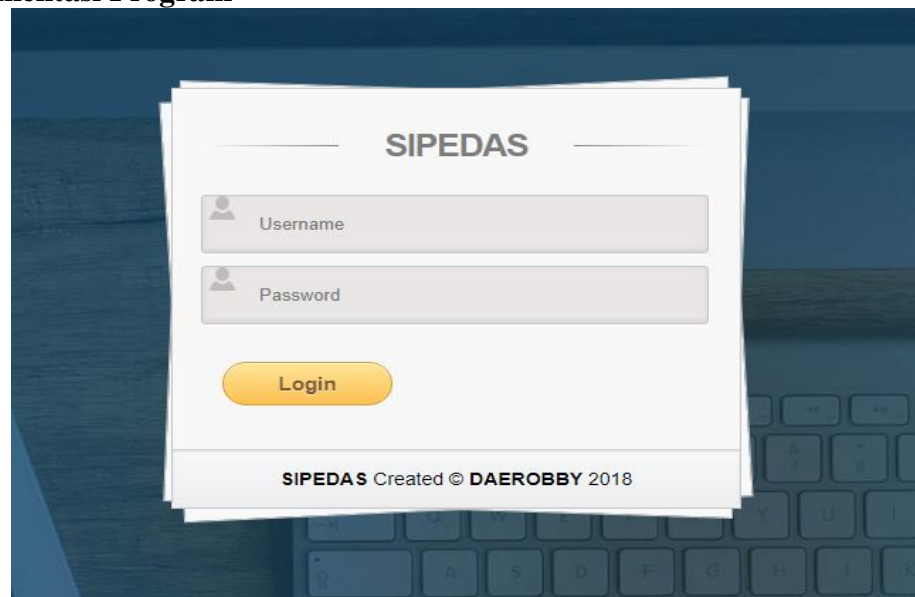 SIPEDAS
Username
Password
Login
SIPEDAS Created © DAEROBBY 2018